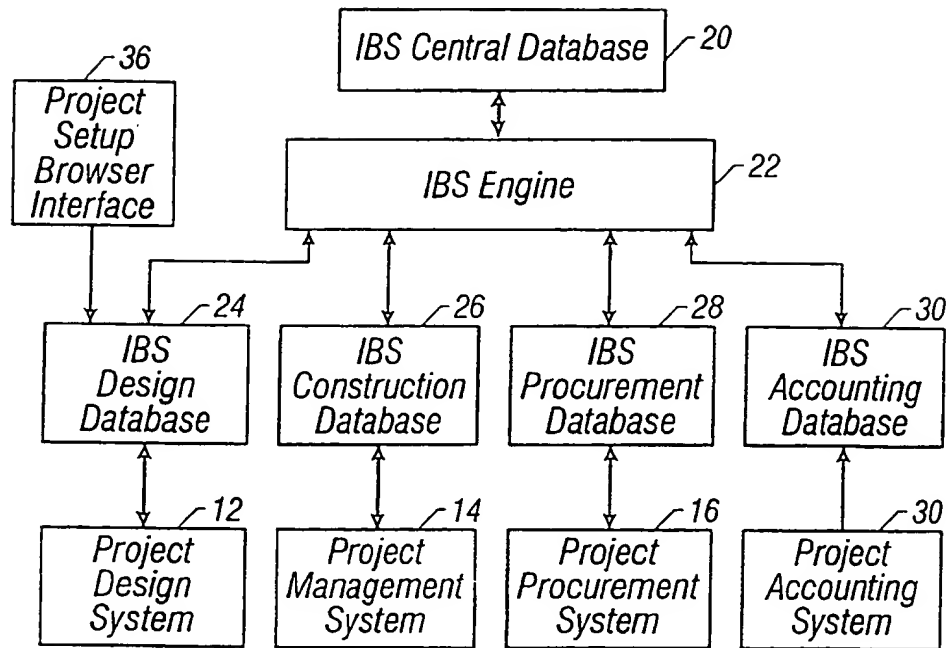 IBS Central Database
20
36
Project
Setup
Browser
Interface
IBS Engine
22
24
IBS
Design
Database
26
IBS
Construction
Database
28
IBS
Procurement
Database
30
IBS
Accounting
Database
12
Project
Design
System
14
Project
Management
System
16
Project
Procurement
System
30
Project
Accounting
System